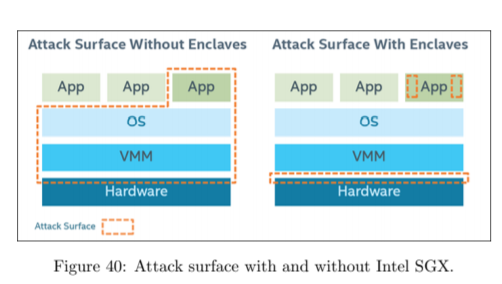 Attack Surface Without Enclaves
App App App
OS
VMM
Hardware
Attack Surface
Attack Surface With Enclaves
App App App
OS
VMM
Hardware
Figure 40: Attack surface with and without Intel SGX.